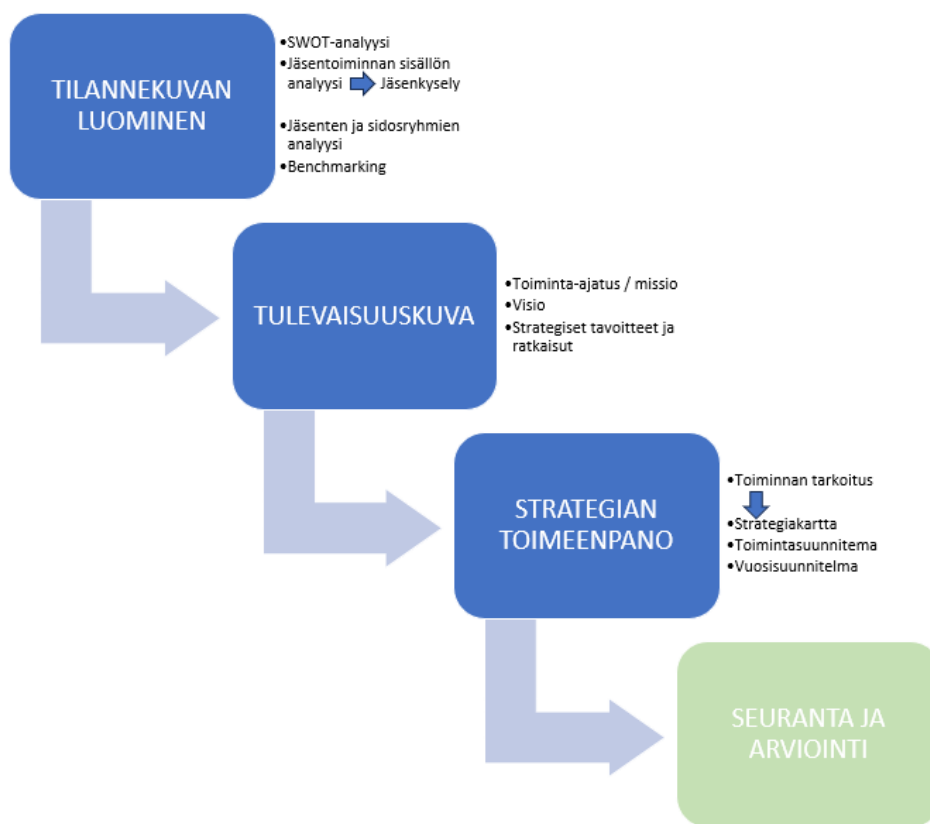 TILANNEKUVAN
LUOMINEN
•SWOT-analyysi
•Jäsentoiminnan sisällön
analyysi Jäsenkysely
•Jäsenten ja sidosryhmien
analyysi
•Benchmarking
TULEVAISUUSKUVA
•Toiminta-ajatus / missio
•Visio
•Strategiset tavoitteet ja
ratkaisut
STRATEGIAN
TOIMEENPANO
•Toiminnan tarkoitus
•Strategiakartta
•Toimintasuunnitema
•Vuosisuunnitelma
SEURANTA JA
ARVIOINTI